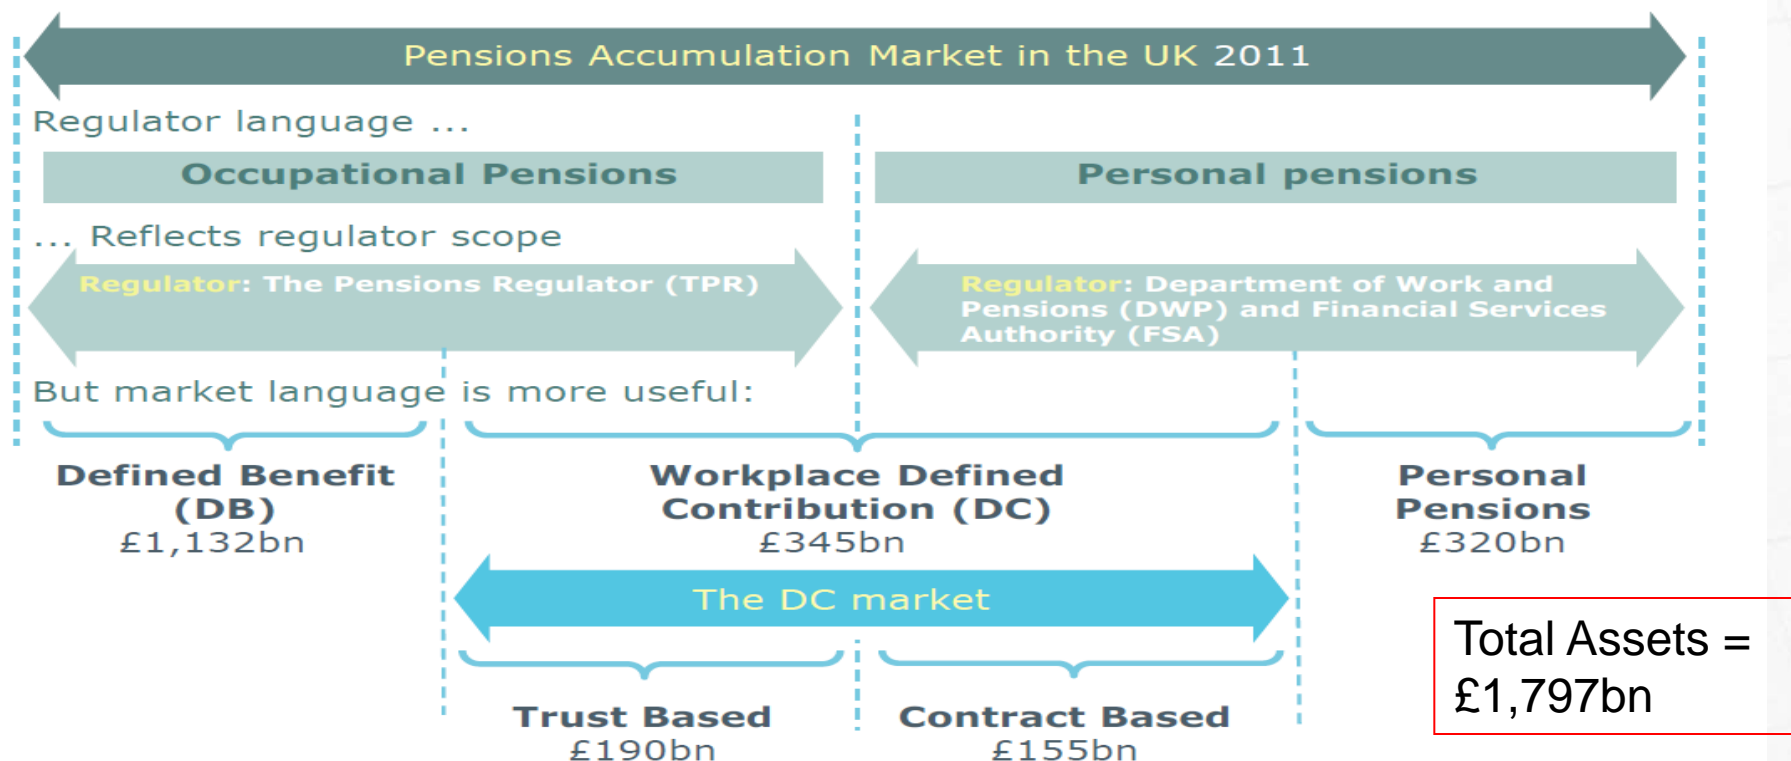 Pensions Accumulation Market in the UK 2011
Regulator language ...
Occupational Pensions
Personal pensions
... Reflects regulator scope
Regulator: The Pensions Regulator (TPR)
Regulator: Department of Work and
Pensions (DWP) and Financial Services
Authority (FSA)
But market language is more useful:
Defined Benefit
(DB)
£1,132bn
Workplace Defined
Contribution (DC)
£345bn
Personal
Pensions
£320bn
The DC market
Total Assets =
£1,797bn
Trust Based
£190bn
Contract Based
£155bn